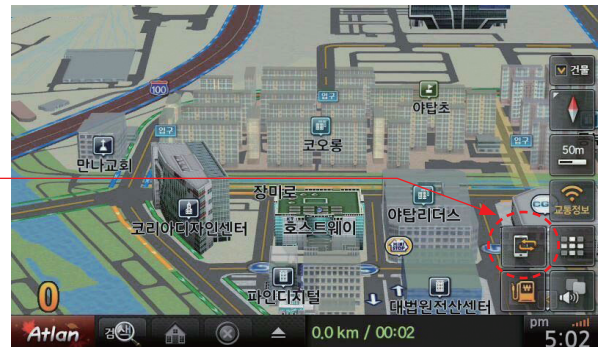 건물
100
입구
야탑초
입구
코오롱
입구
50m
만나교회
장미로
야탑리더스
CG
교통정보
코리아디자인센터
호스트웨이
MINI STOP
0
파인디지털
대법원전산센터
Atlan
검색
0.0 km / 00:02
pm
5:02